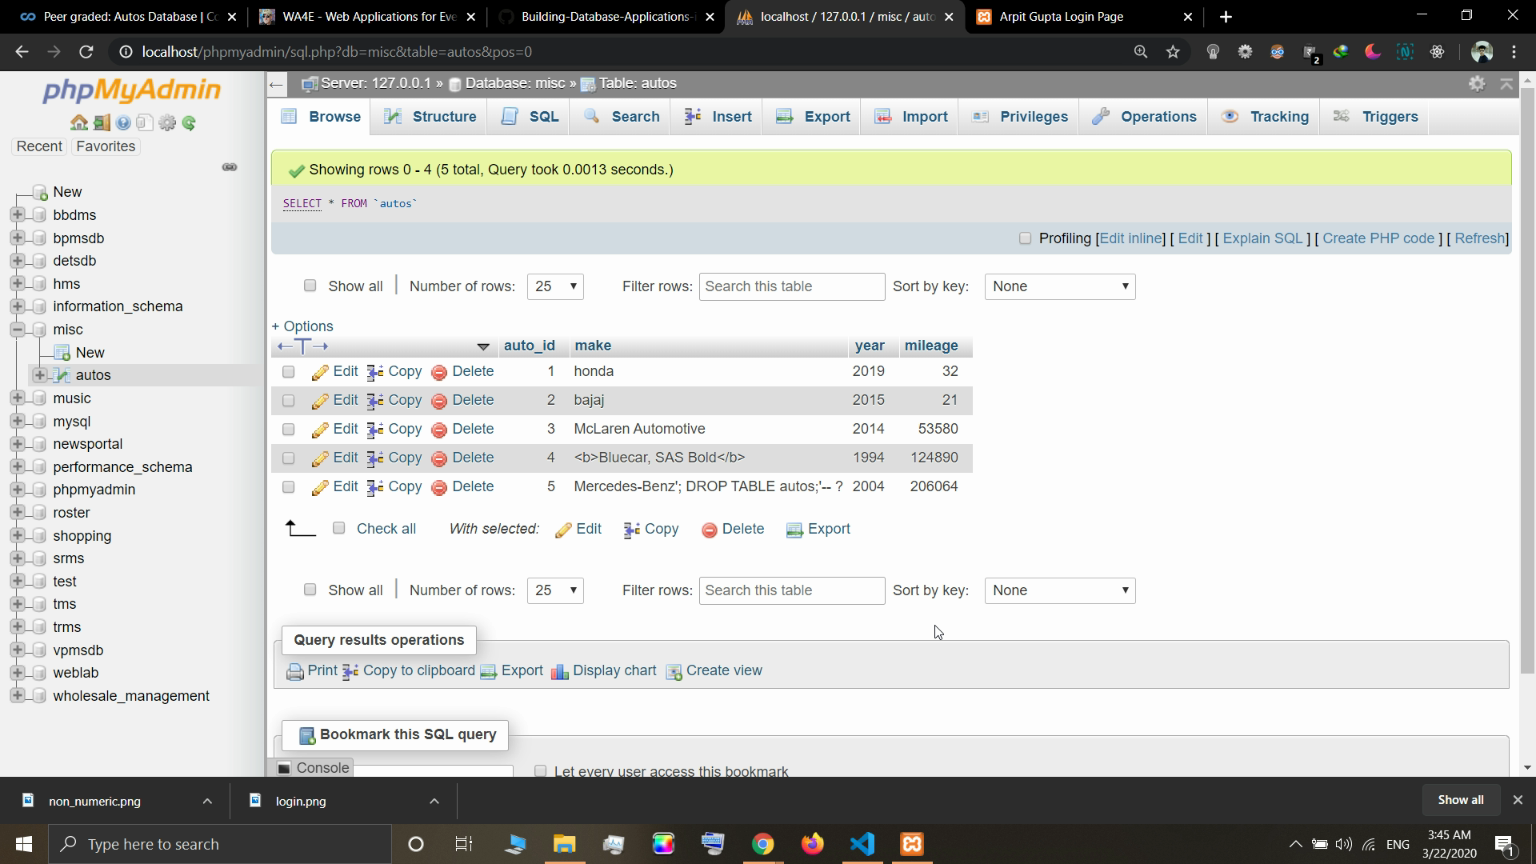 Peer graded: Autos Database | Co
WA4E - Web Applications for Eve
Building-Database-Applications-
localhost / 127.0.0.1 / misc / auto
Arpit Gupta Login Page
localhost/phpmyadmin/sql.php?db=misc&table=autos&pos=0
2
phpMyAdmin
Recent Favorites
New
bbdms
bpmsdb
detsdb
hms
information_schema
misc
New
autos
music
mysql
newsportal
performance_schema
phpmyadmin
roster
shopping
srms
test
tms
trms
vpmsdb
weblab
wholesale_management
Server: 127.0.0.1 » Database: misc » Table: autos
Browse Structure SQL Search Insert Export Import Privileges Operations Tracking Triggers
Showing rows 0 - 4 (5 total, Query took 0.0013 seconds.)
SELECT * FROM `autos`
Profiling [Edit inline] [ Edit ] [ Explain SQL ] [ Create PHP code ] [ Refresh]
Show all | Number of rows: 25 Filter rows: Search this table Sort by key: None
+ Options
←T→ auto_id make year mileage
Edit Copy Delete 1 honda 2019 32
Edit Copy Delete 2 bajaj 2015 21
Edit Copy Delete 3 McLaren Automotive 2014 53580
Edit Copy Delete 4 <b>Bluecar, SAS Bold</b> 1994 124890
Edit Copy Delete 5 Mercedes-Benz'; DROP TABLE autos;'-- ? 2004 206064
Check all With selected: Edit Copy Delete Export
Show all | Number of rows: 25 Filter rows: Search this table Sort by key: None
Query results operations
Print Copy to clipboard Export Display chart Create view
Bookmark this SQL query
Console
Let every user access this bookmark
non_numeric.png
login.png
Show all
Type here to search
ENG
3:45 AM
3/22/2020
1